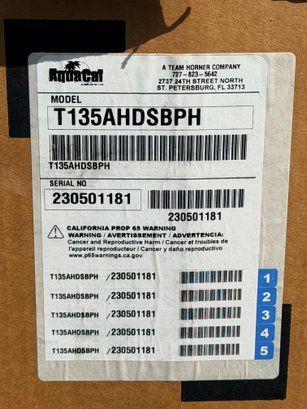 AquaCal
A TEAM HORNER COMPANY
727-823-5642
2737 24TH STREET NORTH
ST. PETERSBURG, FL 33713
MODEL
T135AHDSBPH
T135AHDSBPH
SERIAL NO
230501181
230501181
CALIFORNIA PROP 65 WARNING
WARNING / AVERTISSEMENT / ADVERTENCIA:
Cancer and Reproductive Harm / Cancer et troubles de
l'appareil reproducteur / Cancer y daño reproductivo
www.p65warnings.ca.gov
T135AHDSBPH /230501181 1
T135AHDSBPH /230501181 2
T135AHDSBPH /230501181 3
T135AHDSBPH /230501181 4
T135AHDSBPH /230501181 5